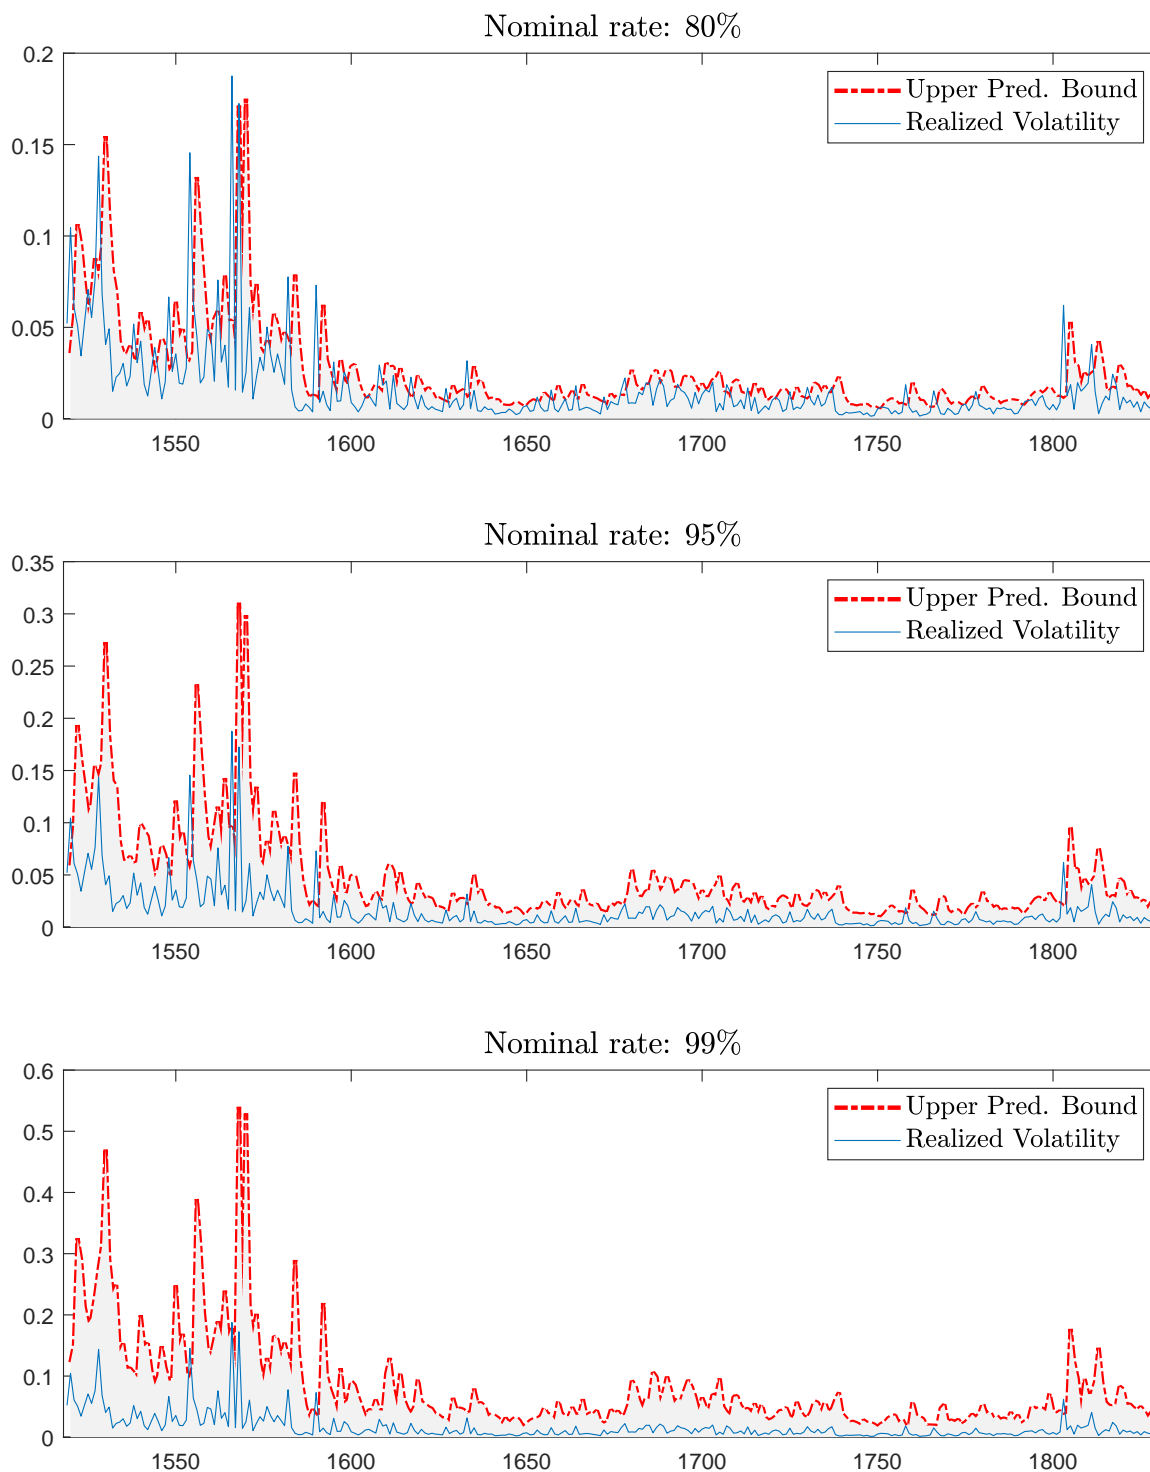 Nominal rate: 80%
0.2
0.15
0.1
0.05
0
Upper Pred. Bound
Realized Volatility
1550 1600 1650 1700 1750 1800
Nominal rate: 95%
0.35
0.3
0.25
0.2
0.15
0.1
0.05
0
Upper Pred. Bound
Realized Volatility
1550 1600 1650 1700 1750 1800
Nominal rate: 99%
0.6
0.5
0.4
0.3
0.2
0.1
0
Upper Pred. Bound
Realized Volatility
1550 1600 1650 1700 1750 1800